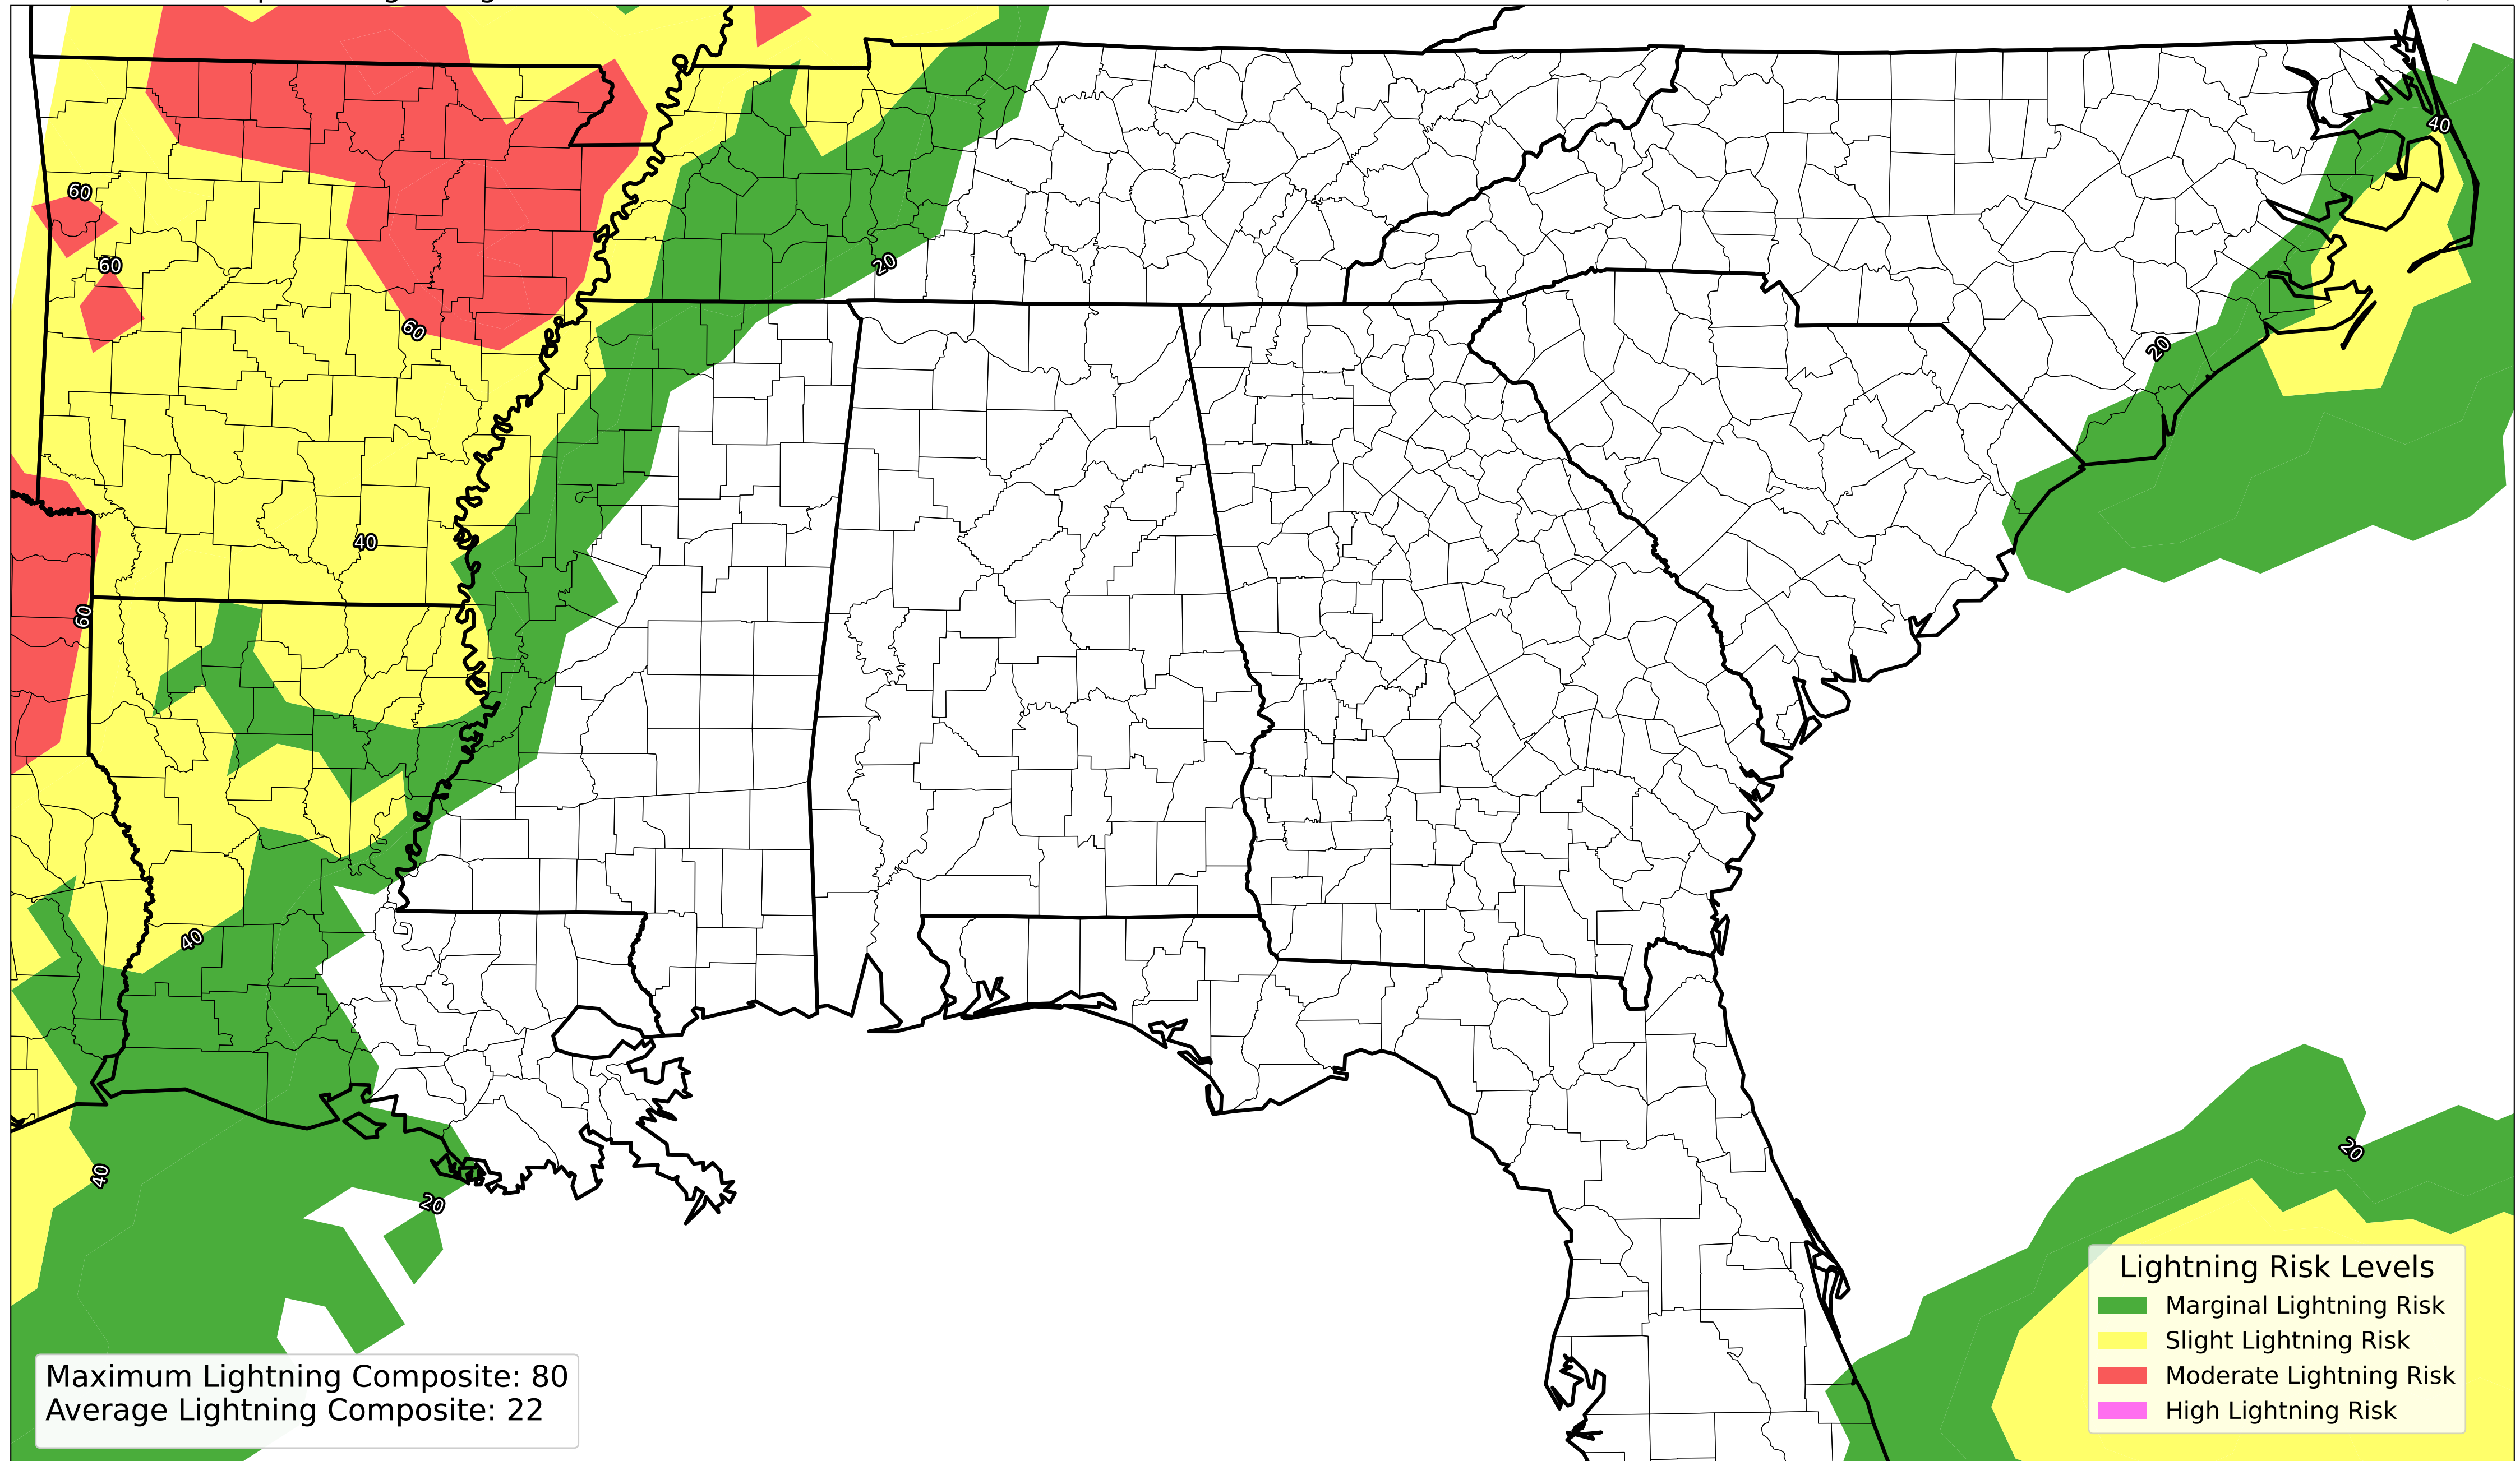 40
60
60
20
60
20
40
60
40
40
20
20
Lightning Risk Levels
Marginal Lightning Risk
Slight Lightning Risk
Moderate Lightning Risk
High Lightning Risk
Maximum Lightning Composite: 80
Average Lightning Composite: 22